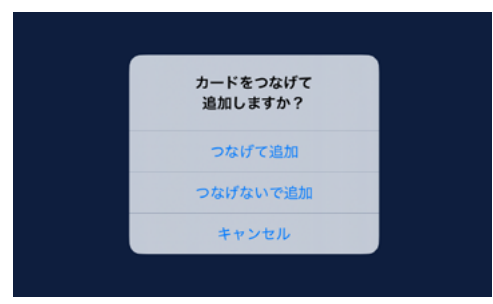 カードをつなげて
追加しますか？
つなげて追加
つなげないで追加
キャンセル